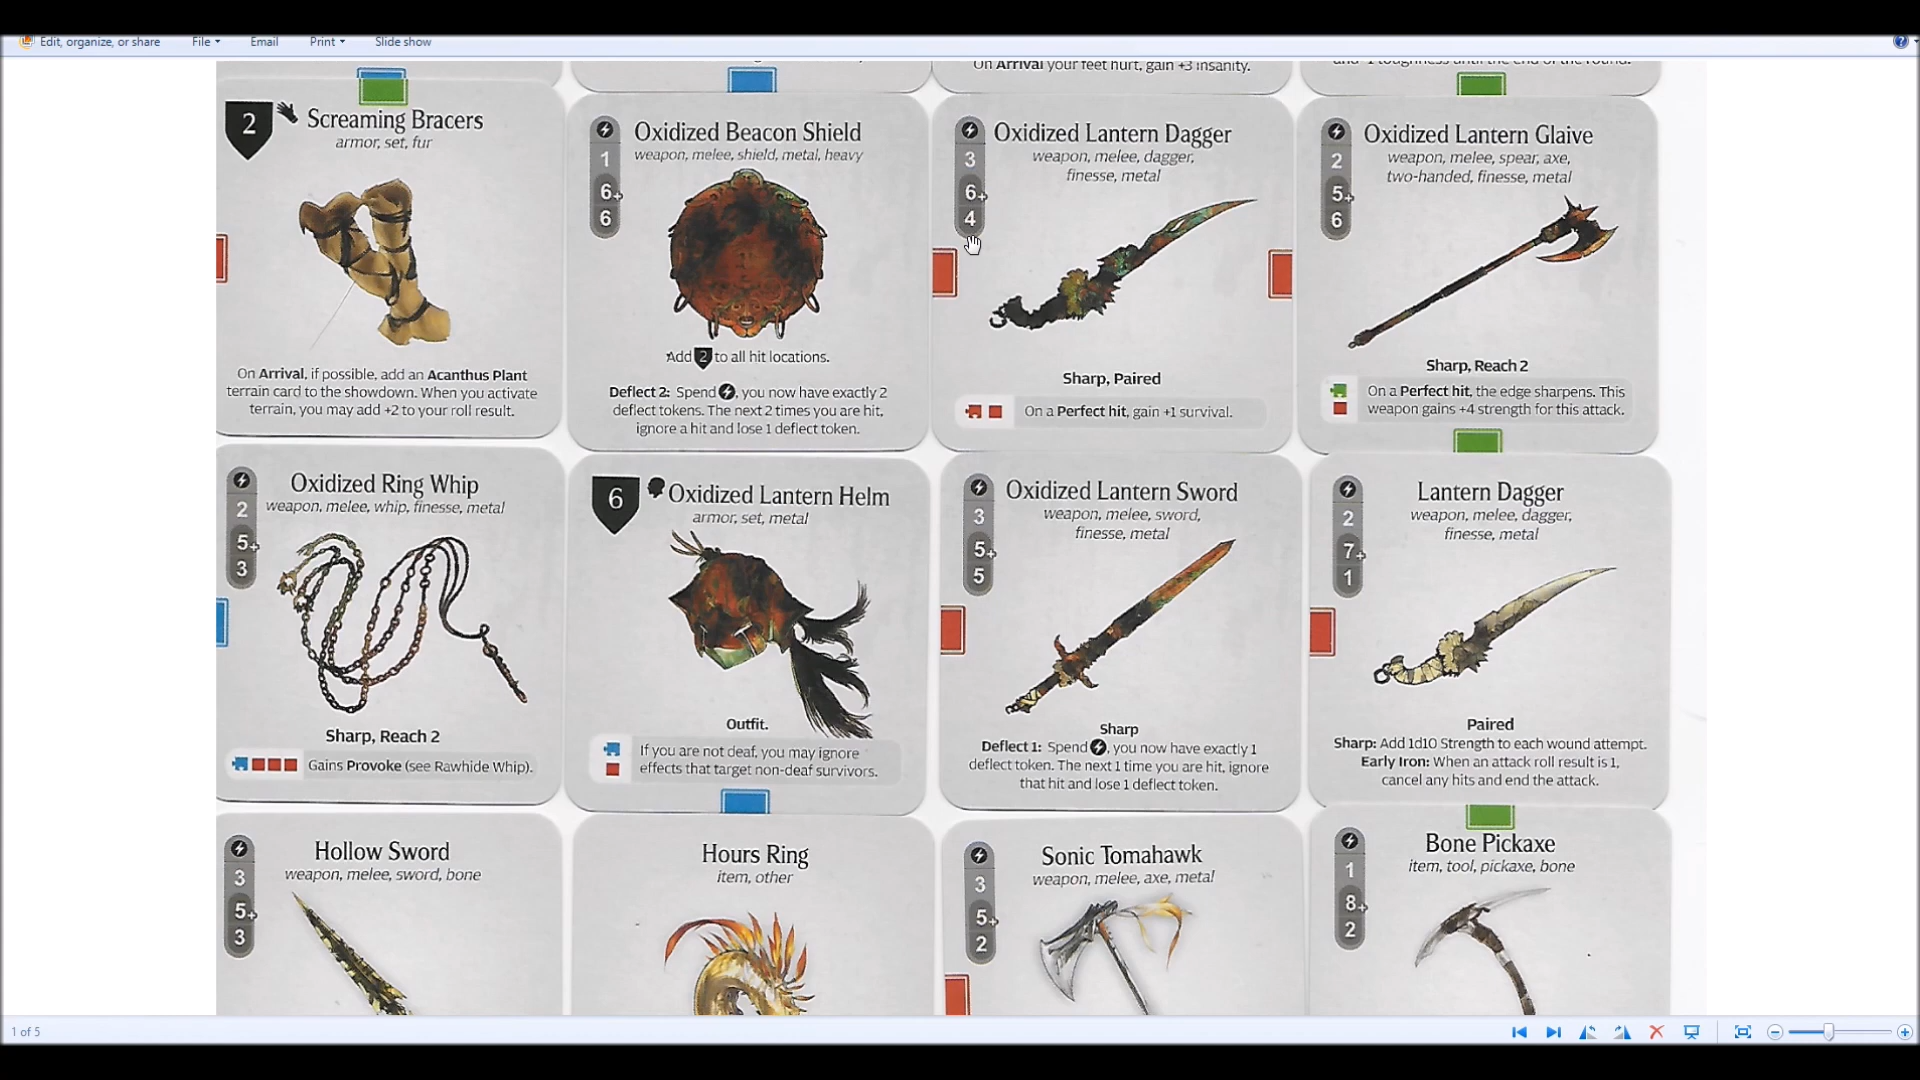 Edit, organize, or share File Email Print Slide show
On Arrival your feet hurt, gain +3 insanity.
and -1 toughness until the end of the round.
2
Screaming Bracers
armor, set, fur
On Arrival, if possible, add an Acanthus Plant
terrain card to the showdown. When you activate
terrain, you may add +2 to your roll result.
1
6+
6
Oxidized Beacon Shield
weapon, melee, shield, metal, heavy
Add 2 to all hit locations.
Deflect 2: Spend , you now have exactly 2
deflect tokens. The next 2 times you are hit,
ignore a hit and lose 1 deflect token.
3
6+
4
Oxidized Lantern Dagger
weapon, melee, dagger,
finesse, metal
Sharp, Paired
On a Perfect hit, gain +1 survival.
2
5+
6
Oxidized Lantern Glaive
weapon, melee, spear, axe,
two-handed, finesse, metal
Sharp, Reach 2
On a Perfect hit, the edge sharpens. This
weapon gains +4 strength for this attack.
2
5+
3
Oxidized Ring Whip
weapon, melee, whip, finesse, metal
Sharp, Reach 2
Gains Provoke (see Rawhide Whip).
6
Oxidized Lantern Helm
armor, set, metal
Outfit.
If you are not deaf, you may ignore
effects that target non-deaf survivors.
3
5+
5
Oxidized Lantern Sword
weapon, melee, sword,
finesse, metal
Sharp
Deflect 1: Spend , you now have exactly 1
deflect token. The next 1 time you are hit, ignore
that hit and lose 1 deflect token.
2
7+
1
Lantern Dagger
weapon, melee, dagger,
finesse, metal
Paired
Sharp: Add 1d10 Strength to each wound attempt.
Early Iron: When an attack roll result is 1,
cancel any hits and end the attack.
3
5+
3
Hollow Sword
weapon, melee, sword, bone
Hours Ring
item, other
3
5+
2
Sonic Tomahawk
weapon, melee, axe, metal
1
8+
2
Bone Pickaxe
item, tool, pickaxe, bone
1 of 5